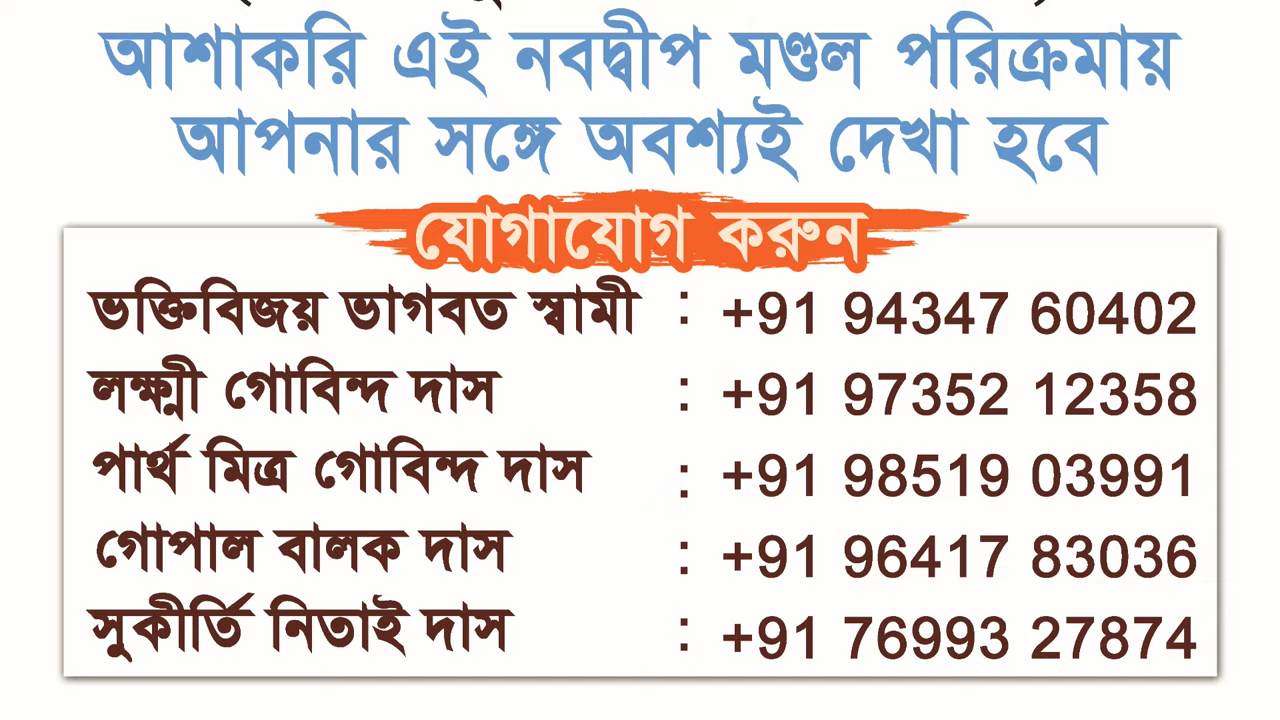 আশাকরি এই নবদ্বীপ মণ্ডল পরিক্রমায়
আপনার সঙ্গে অবশ্যই দেখা হবে
যোগাযোগ করুন
ভক্তিবিজয় ভাগবত স্বামী : +91 94347 60402
লক্ষ্মী গোবিন্দ দাস : +91 97352 12358
পার্থ মিত্র গোবিন্দ দাস : +91 98519 03991
গোপাল বালক দাস : +91 96417 83036
সুকীর্তি নিতাই দাস : +91 76993 27874